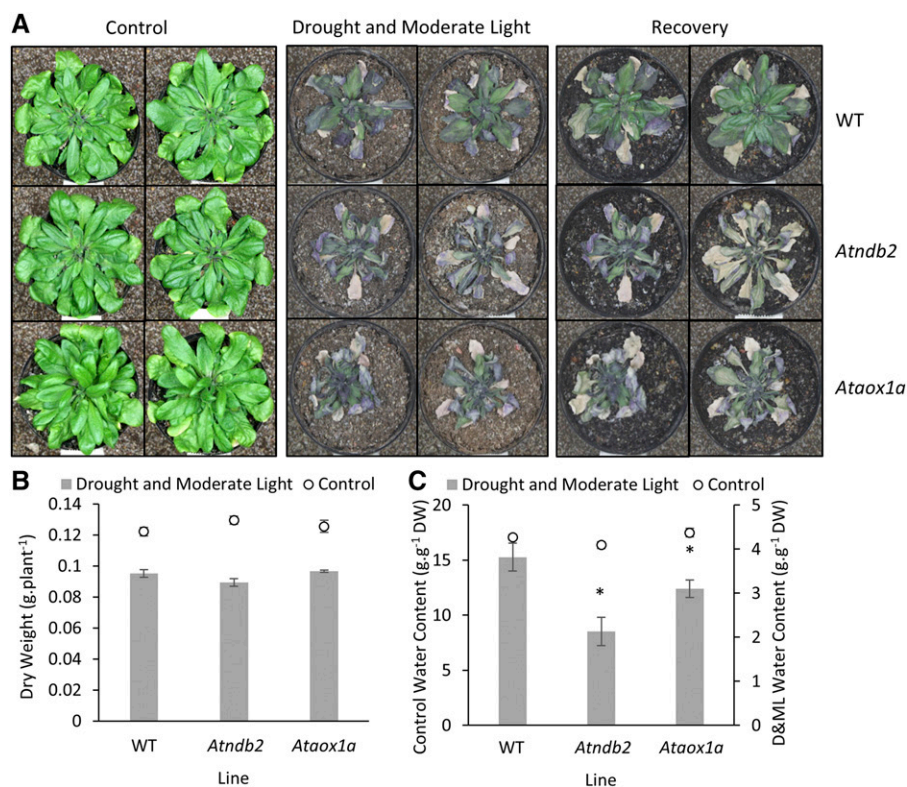 A
Control
Drought and Moderate Light
Recovery
WT
Atndb2
Ataox1a
B
Drought and Moderate Light
Control
Dry Weight (g.plant⁻¹)
0.14
0.12
0.1
0.08
0.06
0.04
0.02
0
WT
Atndb2
Ataox1a
Line
C
Drought and Moderate Light
Control
Control Water Content (g.g⁻¹ DW)
20
15
10
5
0
*
*
5
4
3
2
1
0
D&ML Water Content (g.g⁻¹ DW)
WT
Atndb2
Ataox1a
Line